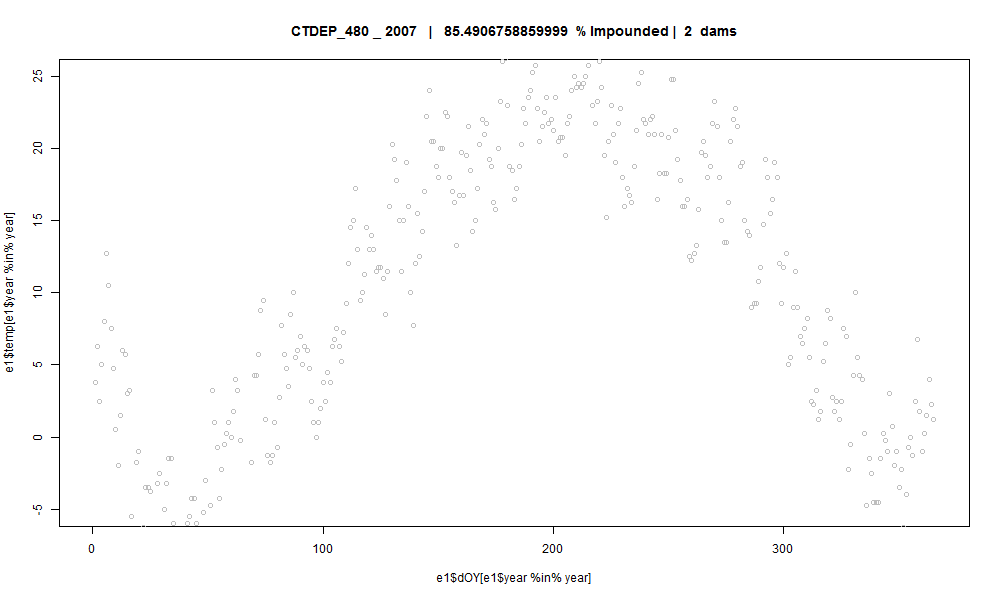 CTDEP_480 _ 2007 | 85.4906758859999 % Impounded | 2 dams
25
20
15
10
5
0
-5
e1$temp[e1$year %in% year]
0 100 200 300
e1$dOY[e1$year %in% year]